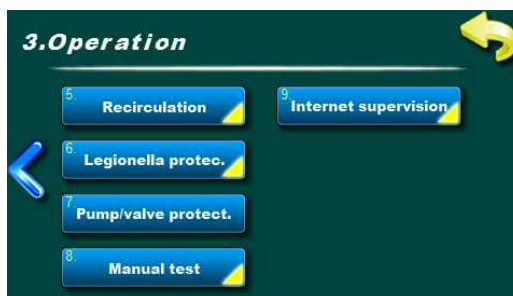 3.Operation
5.
Recirculation
6.
Legionella protec.
7.
Pump/valve protect.
8.
Manual test
9.
Internet supervision